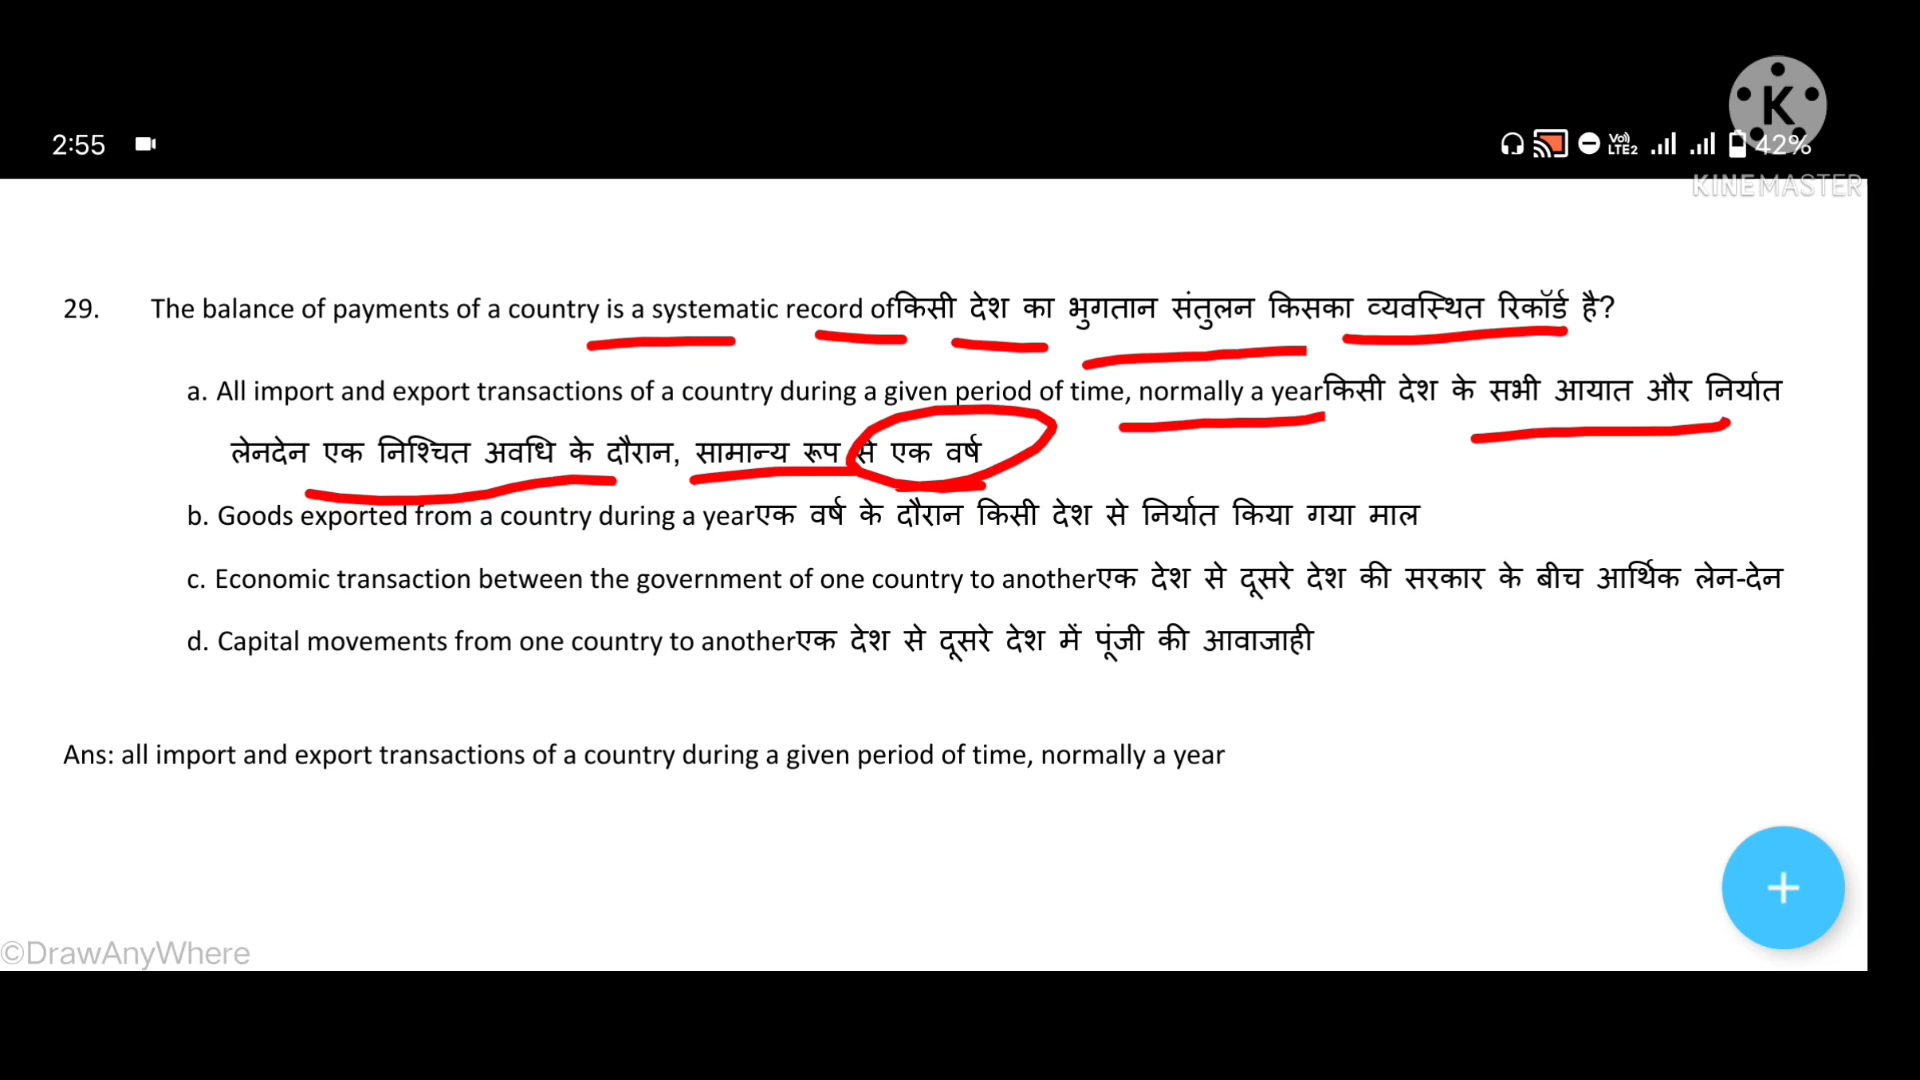 2:55
Vo)
LTE2
42%
K
KINEMASTER
29. The balance of payments of a country is a systematic record ofकिसी देश का भुगतान संतुलन किसका व्यवस्थित रिकॉर्ड है?
a. All import and export transactions of a country during a given period of time, normally a yearकिसी देश के सभी आयात और निर्यात
लेनदेन एक निश्चित अवधि के दौरान, सामान्य रूप से एक वर्ष
b. Goods exported from a country during a yearएक वर्ष के दौरान किसी देश से निर्यात किया गया माल
c. Economic transaction between the government of one country to anotherएक देश से दूसरे देश की सरकार के बीच आर्थिक लेन-देन
d. Capital movements from one country to anotherएक देश से दूसरे देश में पूंजी की आवाजाही
Ans: all import and export transactions of a country during a given period of time, normally a year
©DrawAnyWhere